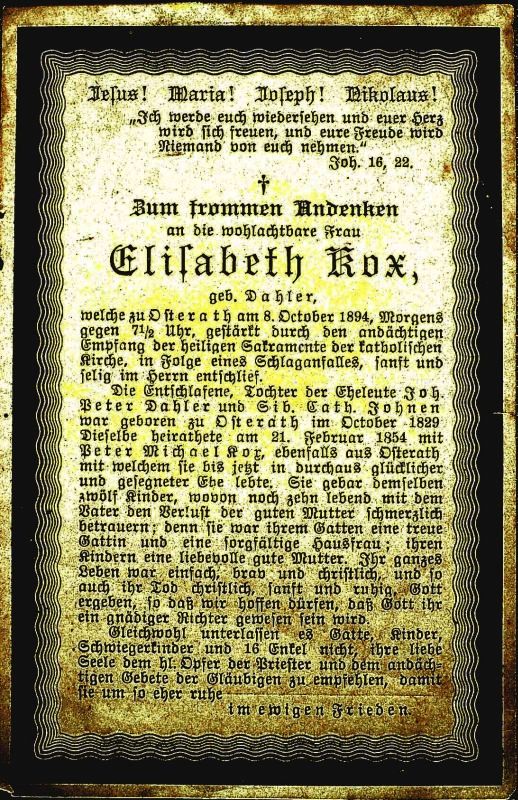 Jesus! Maria! Joseph! Nikolaus!
„Ich werde euch wiedersehen und euer Herz
wird sich freuen, und eure Freude wird
Niemand von euch nehmen.“
Joh. 16, 22.
†
Zum frommen Andenken
an die wohlachtbare Frau
Elisabeth Kox,
geb. Dahler,
welche zu Osterath am 8. October 1894, Morgens
gegen 7½ Uhr, gestärkt durch den andächtigen
Empfang der heiligen Sakramente der katholischen
Kirche, in Folge eines Schlaganfalles, sanft und
selig im Herrn entschlief.
Die Entschlafene, Tochter der Eheleute Joh.
Peter Dahler und Sib. Cath. Johnen
war geboren zu Osterath im October 1829
Dieselbe heirathete am 21. Februar 1854 mit
Peter Michael Kox, ebenfalls aus Osterath
mit welchem sie bis jetzt in durchaus glücklicher
und gesegneter Ehe lebte. Sie gebar demselben
zwölf Kinder, wovon noch zehn lebend mit dem
Vater den Verlust der guten Mutter schmerzlich
betrauern; denn sie war ihrem Gatten eine treue
Gattin und eine sorgfältige Hausfrau; ihren
Kindern eine liebevolle gute Mutter. Ihr ganzes
Leben war einfach, brav und christlich, und so
auch ihr Tod christlich, sanft und ruhig, Gott
ergeben, so daß wir hoffen dürfen, daß Gott ihr
ein gnädiger Richter gewesen sein wird.
Gleichwohl unterlassen es Gatte, Kinder,
Schwiegerkinder und 16 Enkel nicht, ihre liebe
Seele dem hl. Opfer der Priester und dem andäch-
tigen Gebete der Gläubigen zu empfehlen, damit
sie um so eher ruhe
im ewigen Frieden.